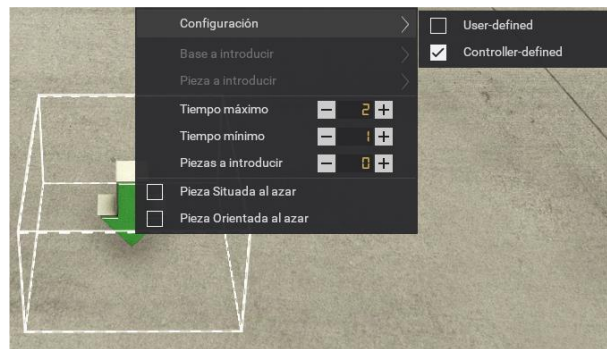 Configuración
User-defined
Controller-defined
Base a introducir
Pieza a introducir
Tiempo máximo − 2 +
Tiempo mínimo − 1 +
Piezas a introducir − 0 +
Pieza Situada al azar
Pieza Orientada al azar